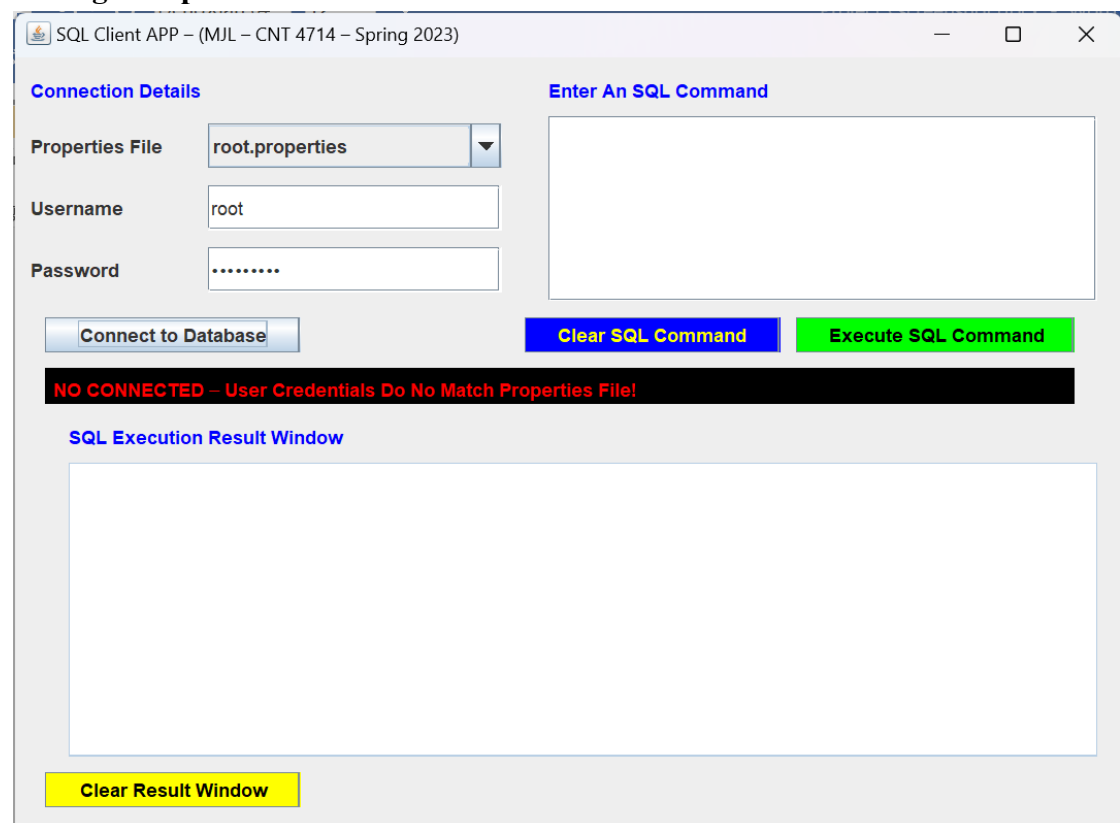 SQL Client APP – (MJL – CNT 4714 – Spring 2023)
Connection Details
Enter An SQL Command
Properties File
root.properties
Username
root
Password
•••••••••
Connect to Database
Clear SQL Command
Execute SQL Command
NO CONNECTED – User Credentials Do No Match Properties File!
SQL Execution Result Window
Clear Result Window